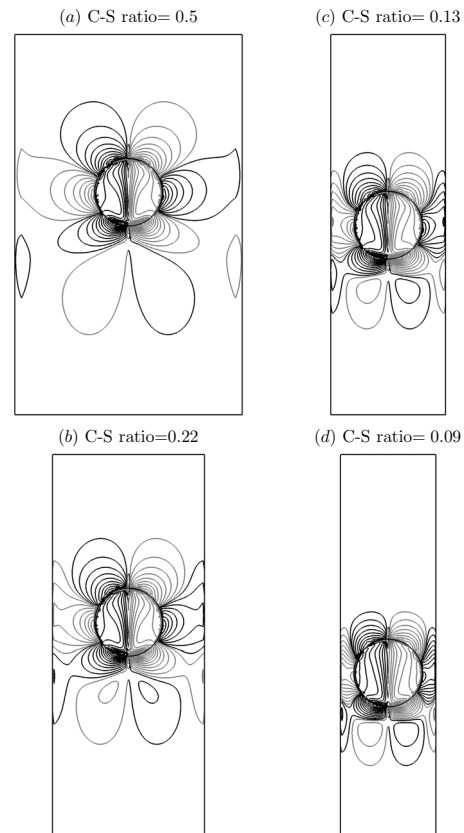 (a) C-S ratio= 0.5
(c) C-S ratio= 0.13
(b) C-S ratio=0.22
(d) C-S ratio= 0.09